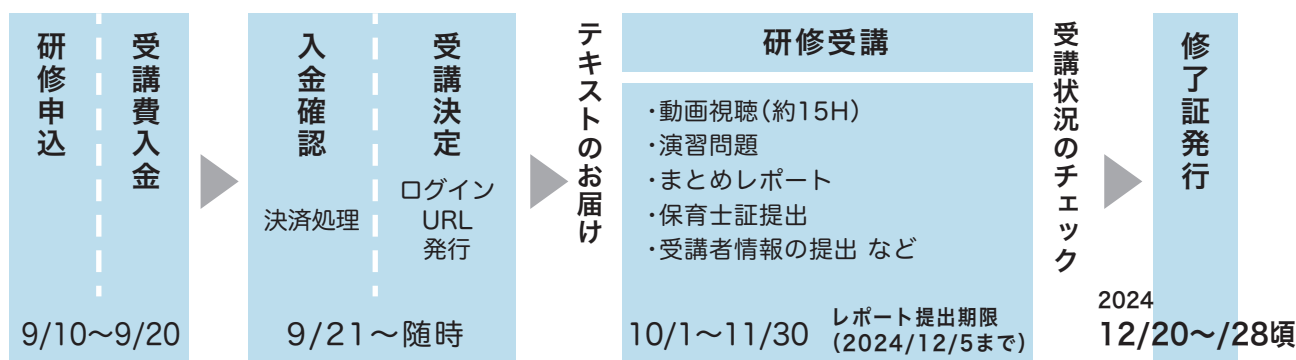 研修申込
受講費入金
9/10〜9/20
入金確認
決済処理
受講決定
ログイン
URL
発行
9/21〜随時
テキストのお届け
研修受講
・動画視聴（約15H）
・演習問題
・まとめレポート
・保育士証提出
・受講者情報の提出 など
10/1〜11/30
レポート提出期限
（2024/12/5まで）
受講状況のチェック
修了証発行
2024
12/20〜/28頃